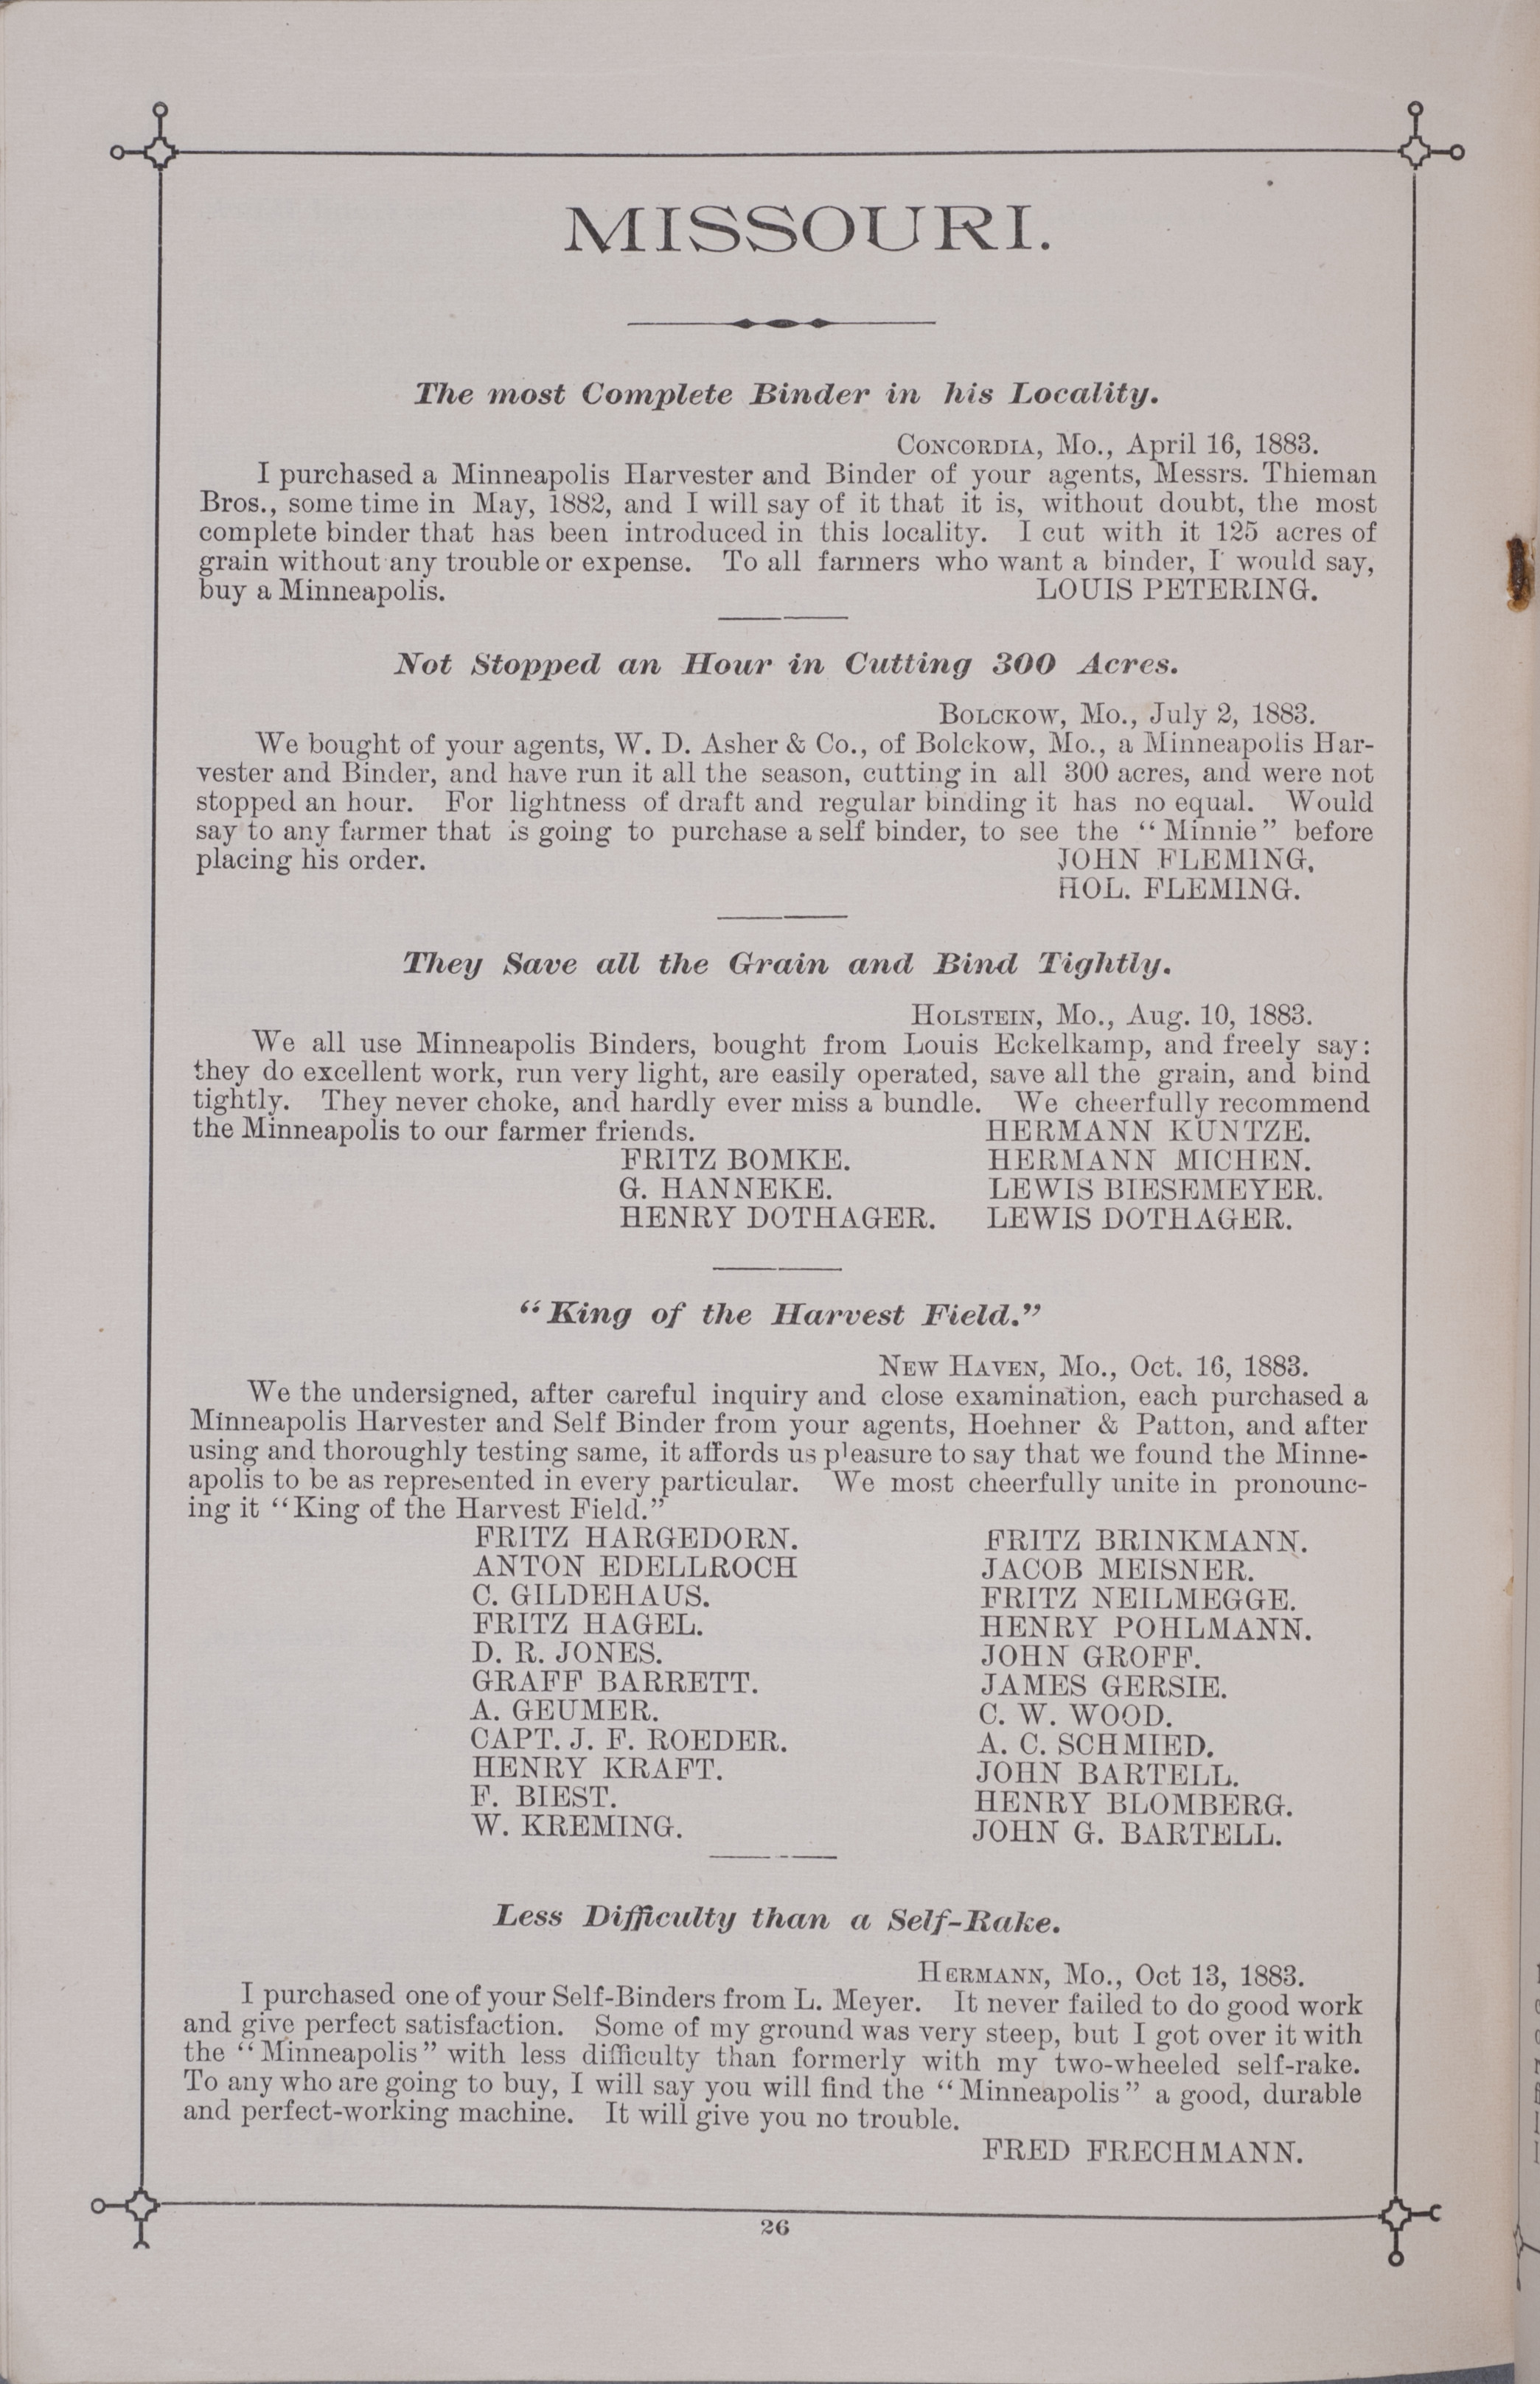 MISSOURI.
The most Complete Binder in his Locality.
CONCORDIA, Mo., April 16, 1883.
I purchased a Minneapolis Harvester and Binder of your agents, Messrs. Thieman
Bros., some time in May, 1882, and I will say of it that it is, without doubt, the most
complete binder that has been introduced in this locality. I cut with it 125 acres of
grain without any trouble or expense. To all farmers who want a binder, I would say,
buy a Minneapolis. LOUIS PETERING.
Not Stopped an Hour in Cutting 300 Acres.
BOLCKOW, Mo., July 2, 1883.
We bought of your agents, W. D. Asher & Co., of Bolckow, Mo., a Minneapolis Har-
vester and Binder, and have run it all the season, cutting in all 300 acres, and were not
stopped an hour. For lightness of draft and regular binding it has no equal. Would
say to any farmer that is going to purchase a self binder, to see the “Minnie” before
placing his order. JOHN FLEMING,
HOL. FLEMING.
They Save all the Grain and Bind Tightly.
HOLSTEIN, Mo., Aug. 10, 1883.
We all use Minneapolis Binders, bought from Louis Eckelkamp, and freely say:
they do excellent work, run very light, are easily operated, save all the grain, and bind
tightly. They never choke, and hardly ever miss a bundle. We cheerfully recommend
the Minneapolis to our farmer friends. HERMANN KUNTZE.
FRITZ BOMKE. HERMANN MICHEN.
G. HANNEKE. LEWIS BIESEMEYER.
HENRY DOTHAGER. LEWIS DOTHAGER.
“King of the Harvest Field.”
NEW HAVEN, Mo., Oct. 16, 1883.
We the undersigned, after careful inquiry and close examination, each purchased a
Minneapolis Harvester and Self Binder from your agents, Hoehner & Patton, and after
using and thoroughly testing same, it affords us pleasure to say that we found the Minne-
apolis to be as represented in every particular. We most cheerfully unite in pronounc-
ing it “King of the Harvest Field.”
FRITZ HARGEDORN. FRITZ BRINKMANN.
ANTON EDELLROCH JACOB MEISNER.
C. GILDEHAUS. FRITZ NEILMEGGE.
FRITZ HAGEL. HENRY POHLMANN.
D. R. JONES. JOHN GROFF.
GRAFF BARRETT. JAMES GERSIE.
A. GEUMER. C. W. WOOD.
CAPT. J. F. ROEDER. A. C. SCHMIED.
HENRY KRAFT. JOHN BARTELL.
F. BIEST. HENRY BLOMBERG.
W. KREMING. JOHN G. BARTELL.
Less Difficulty than a Self-Rake.
HERMANN, Mo., Oct 13, 1883.
I purchased one of your Self-Binders from L. Meyer. It never failed to do good work
and give perfect satisfaction. Some of my ground was very steep, but I got over it with
the “Minneapolis” with less difficulty than formerly with my two-wheeled self-rake.
To any who are going to buy, I will say you will find the “Minneapolis” a good, durable
and perfect-working machine. It will give you no trouble.
FRED FRECHMANN.
26